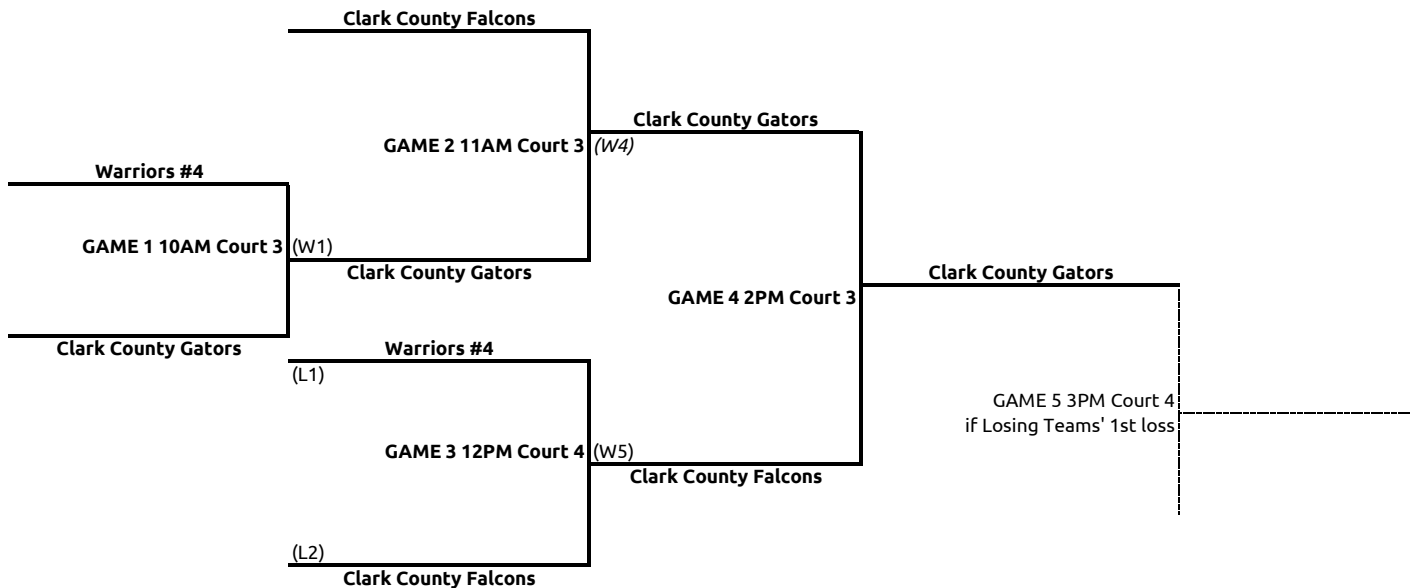 Clark County Falcons
Clark County Gators
GAME 2 11AM Court 3 (W4)
Warriors #4
GAME 1 10AM Court 3 (W1)
Clark County Gators
Clark County Gators
GAME 4 2PM Court 3
Clark County Gators
Warriors #4
(L1)
GAME 5 3PM Court 4
if Losing Teams' 1st loss
GAME 3 12PM Court 4 (W5)
Clark County Falcons
(L2)
Clark County Falcons